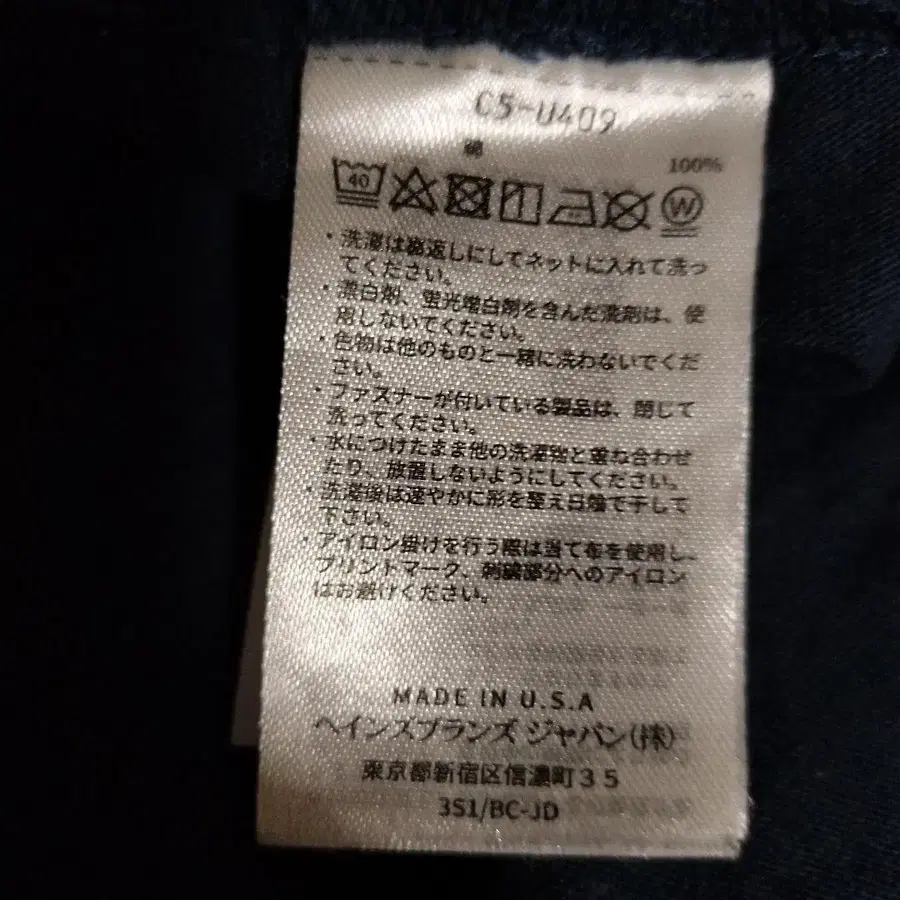 C5-U409
綿 100%
40 W
・洗濯は裏返しにしてネットに入れて洗っ
てください。
・漂白剤、蛍光増白剤を含んだ洗剤は、使
用しないでください。
・色物は他のものと一緒に洗わないでくだ
さい。
・ファスナーが付いている製品は、閉じて
洗ってください。
・水につけたまま他の洗濯物と重ね合わせ
たり、放置しないようにしてください。
・洗濯後は速やかに形を整え日陰で干して
下さい。
・アイロン掛けを行う際は当て布を使用し、
プリントマーク、刺繍部分へのアイロン
はお避けください。
MADE IN U.S.A
ヘインズブランズ ジャパン(株)
東京都新宿区信濃町35
3S1/BC-JD